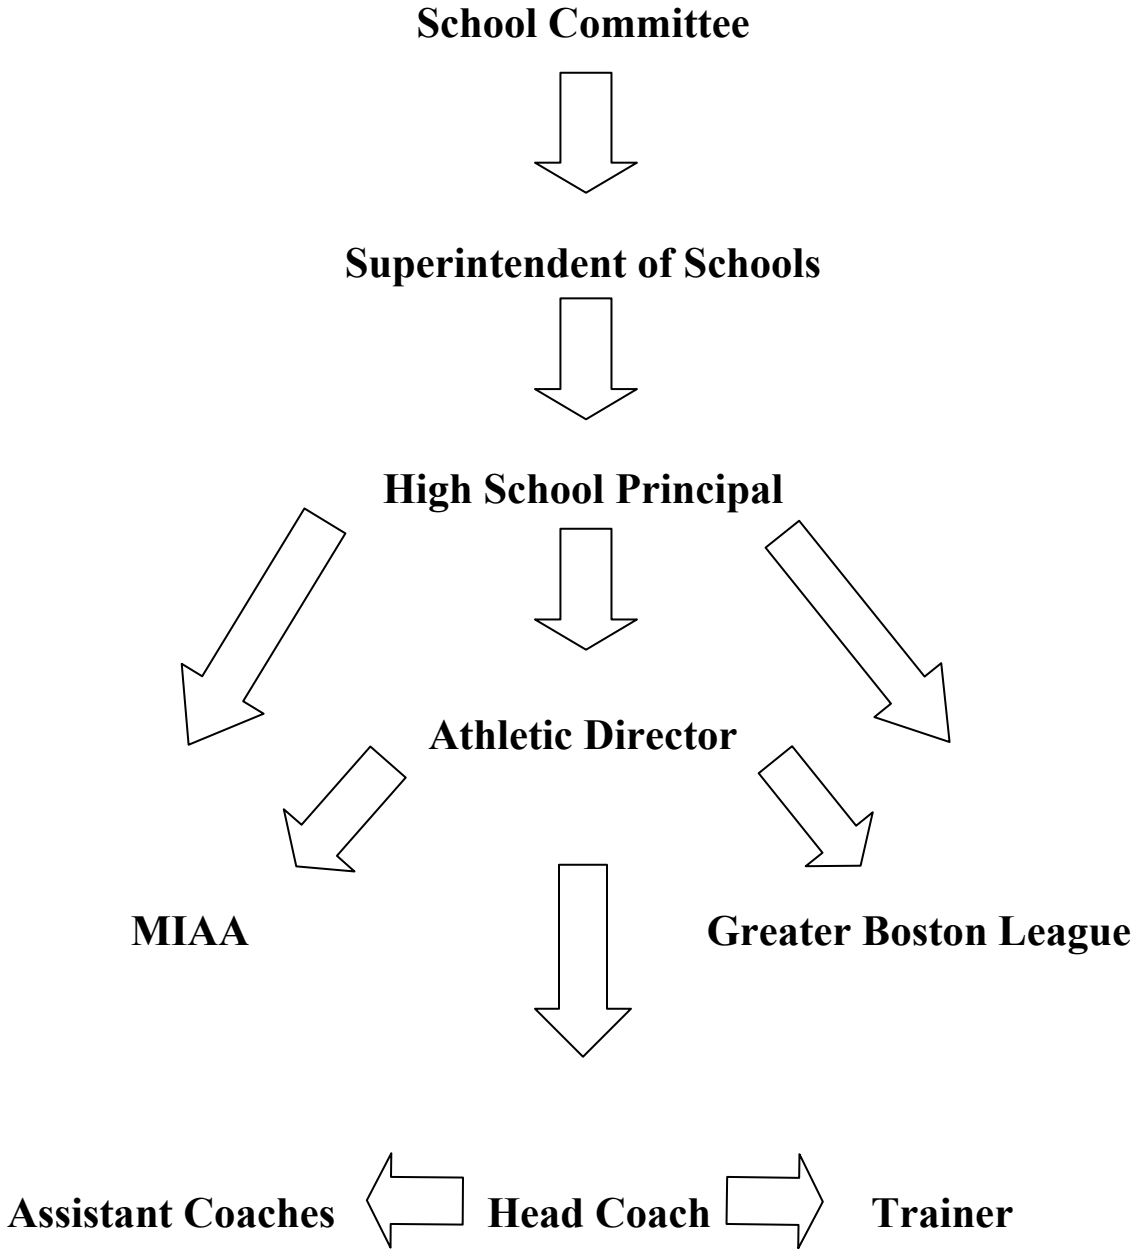 School Committee
Superintendent of Schools
High School Principal
Athletic Director
MIAA
Greater Boston League
Assistant Coaches
Head Coach
Trainer